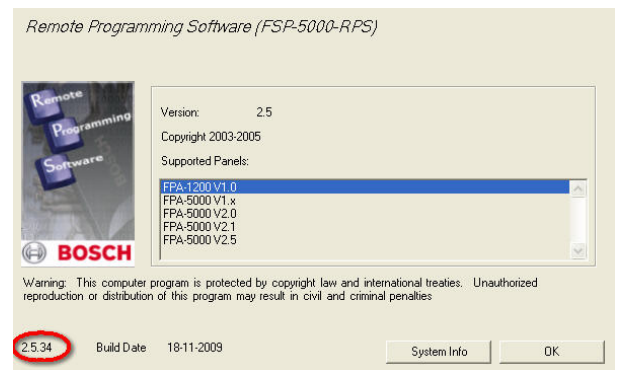 Remote Programming Software (FSP-5000-RPS)
Remote
Programming
Software
BOSCH
Version: 2.5
Copyright 2003-2005
Supported Panels:
FPA-1200 V1.0
FPA-5000 V1.x
FPA-5000 V2.0
FPA-5000 V2.1
FPA-5000 V2.5
Warning: This computer program is protected by copyright law and international treaties. Unauthorized
reproduction or distribution of this program may result in civil and criminal penalties
2.5.34 Build Date 18-11-2009
System Info OK